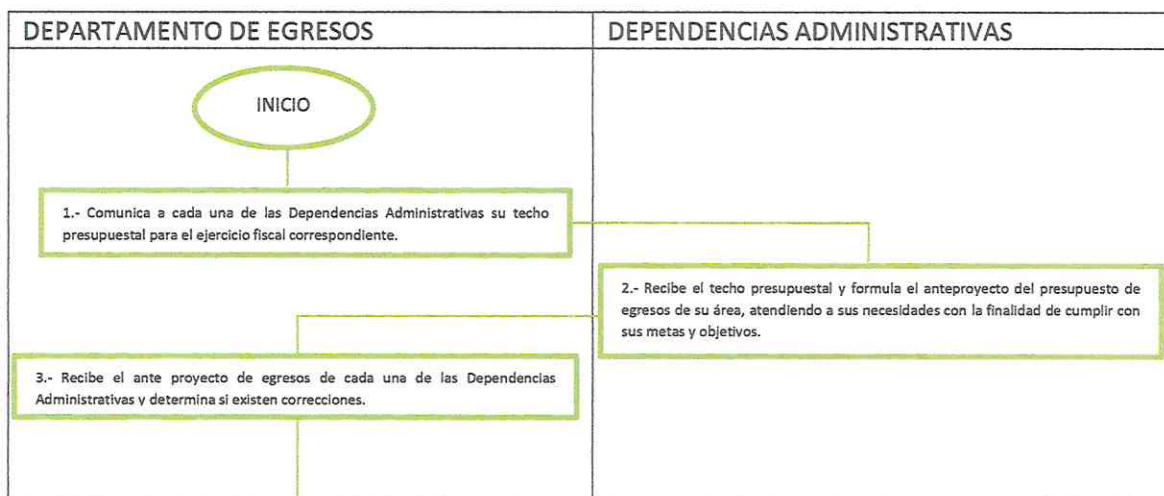 DEPARTAMENTO DE EGRESOS
DEPENDENCIAS ADMINISTRATIVAS
INICIO
1.- Comunica a cada una de las Dependencias Administrativas su techo
presupuestal para el ejercicio fiscal correspondiente.
2.- Recibe el techo presupuestal y formula el anteproyecto del presupuesto de
egresos de su área, atendiendo a sus necesidades con la finalidad de cumplir con
sus metas y objetivos.
3.- Recibe el ante proyecto de egresos de cada una de las Dependencias
Administrativas y determina si existen correcciones.